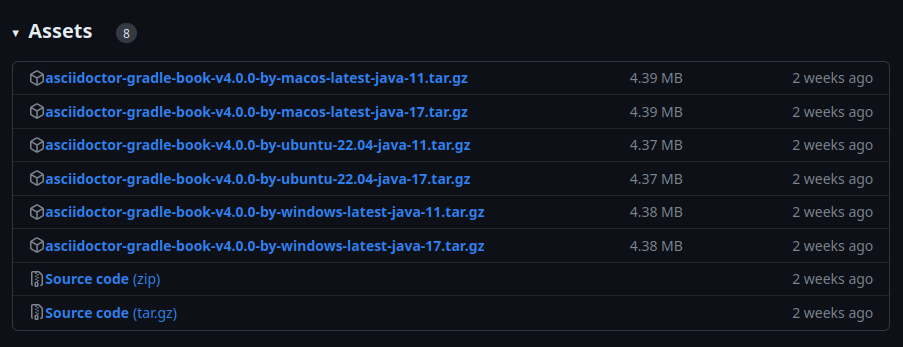 Assets 8
asciidoctor-gradle-book-v4.0.0-by-macos-latest-java-11.tar.gz 4.39 MB 2 weeks ago
asciidoctor-gradle-book-v4.0.0-by-macos-latest-java-17.tar.gz 4.39 MB 2 weeks ago
asciidoctor-gradle-book-v4.0.0-by-ubuntu-22.04-java-11.tar.gz 4.37 MB 2 weeks ago
asciidoctor-gradle-book-v4.0.0-by-ubuntu-22.04-java-17.tar.gz 4.37 MB 2 weeks ago
asciidoctor-gradle-book-v4.0.0-by-windows-latest-java-11.tar.gz 4.38 MB 2 weeks ago
asciidoctor-gradle-book-v4.0.0-by-windows-latest-java-17.tar.gz 4.38 MB 2 weeks ago
Source code (zip) 2 weeks ago
Source code (tar.gz) 2 weeks ago